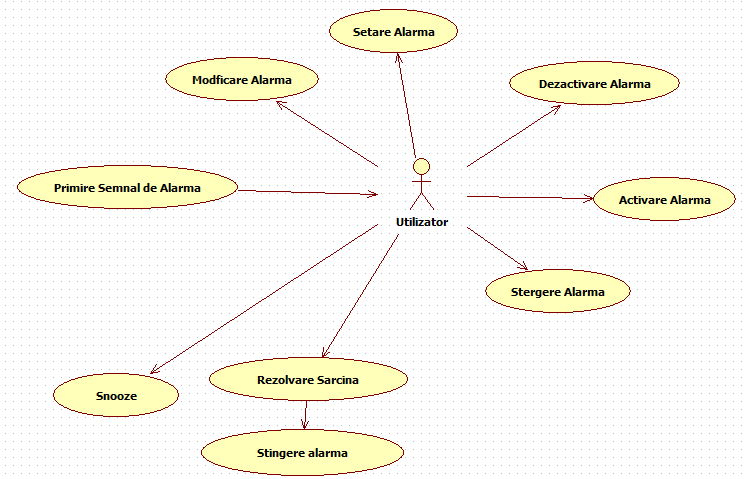 Setare Alarma
Modficare Alarma
Dezactivare Alarma
Primire Semnal de Alarma
Activare Alarma
Utilizator
Stergere Alarma
Rezolvare Sarcina
Snooze
Stingere alarma